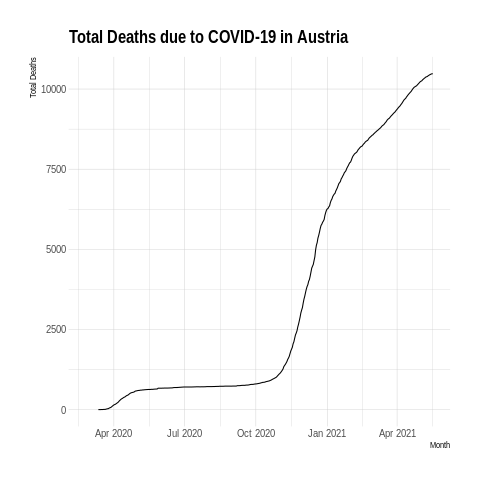 Total Deaths due to COVID-19 in Austria
Total Deaths
10000
7500
5000
2500
0
Apr 2020 Jul 2020 Oct 2020 Jan 2021 Apr 2021
Month